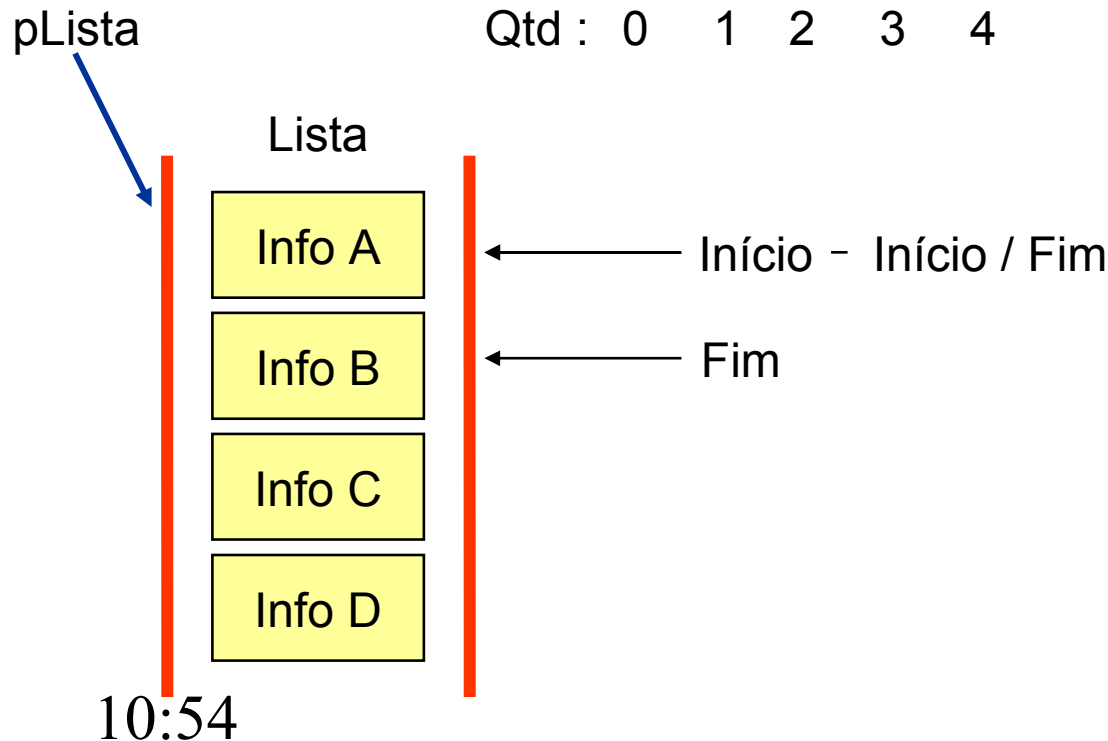 pLista Qtd : 0 1 2 3 4
Lista
Info A Início - Início / Fim
Info B Fim
Info C
Info D
10:54